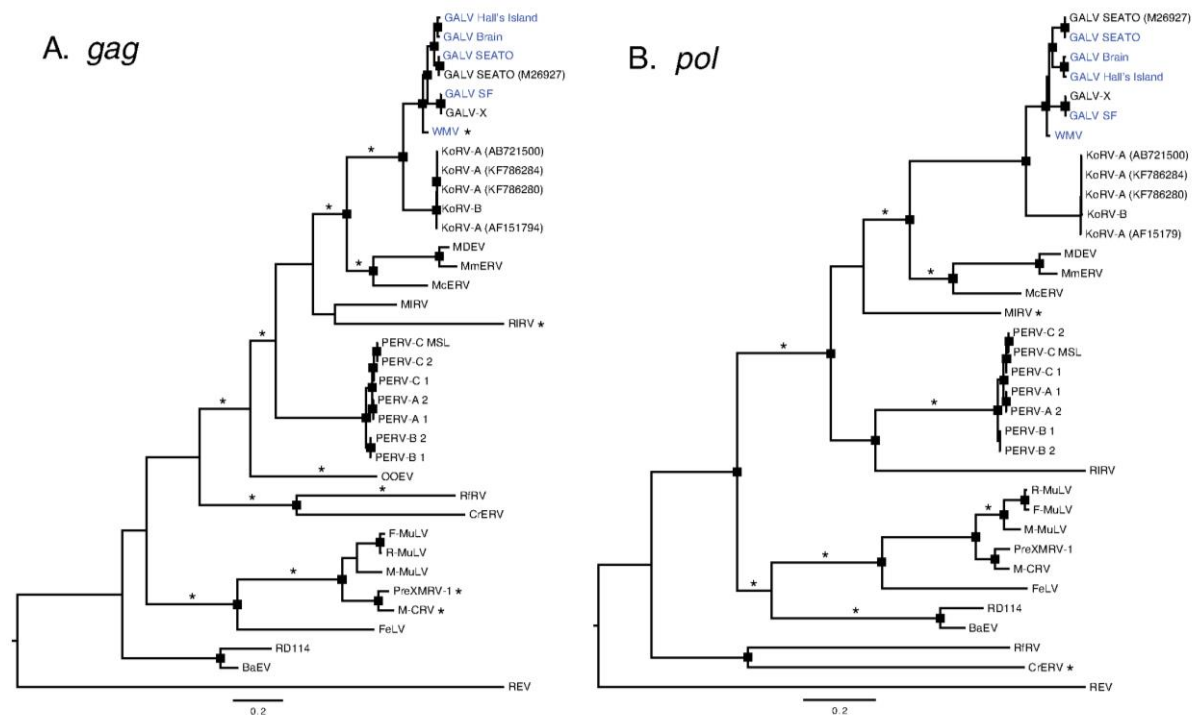 A. gag
GALV Hall's Island
GALV Brain
GALV SEATO
GALV SEATO (M26927)
GALV SF
GALV-X
WMV *
*
KoRV-A (AB721500)
KoRV-A (KF786284)
KoRV-A (KF786280)
*
KoRV-B
KoRV-A (AF151794)
MDEV
*
MmERV
McERV
MIRV
RIRV *
*
PERV-C MSL
PERV-C 2
PERV-C 1
*
PERV-A 2
PERV-A 1
PERV-B 2
PERV-B 1
*
OOEV
*
RfRV
*
CrERV
F-MuLV
R-MuLV
*
M-MuLV
PreXMRV-1 *
*
M-CRV *
FeLV
RD114
BaEV
REV
0.2
B. pol
GALV SEATO (M26927)
GALV SEATO
GALV Brain
GALV Hall's Island
GALV-X
GALV SF
WMV
KoRV-A (AB721500)
KoRV-A (KF786284)
KoRV-A (KF786280)
*
KoRV-B
KoRV-A (AF15179)
MDEV
*
MmERV
McERV
MIRV *
PERV-C 2
*
PERV-C MSL
PERV-C 1
PERV-A 1
*
PERV-A 2
PERV-B 1
PERV-B 2
RIRV
R-MuLV
*
F-MuLV
M-MuLV
*
PreXMRV-1
M-CRV
*
FeLV
RD114
*
BaEV
RfRV
CrERV *
REV
0.2